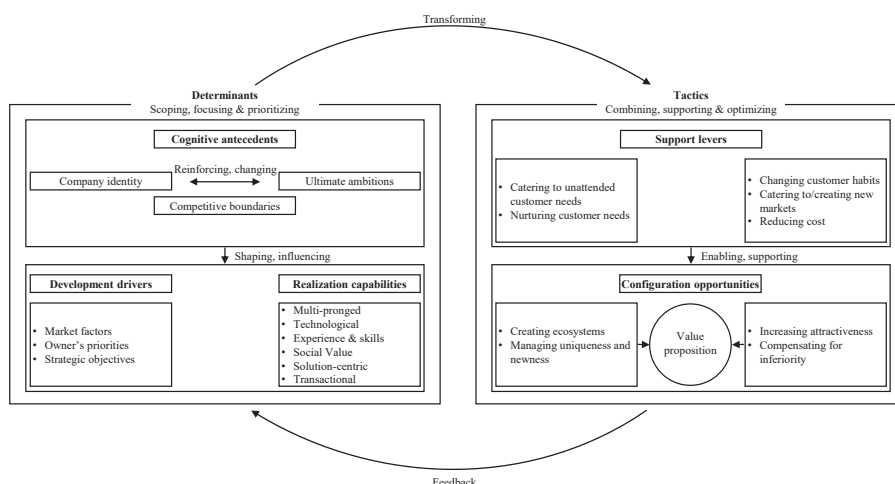 Transforming
Determinants
Scoping, focusing & prioritizing
Cognitive antecedents
Reinforcing, changing
Company identity
Ultimate ambitions
Competitive boundaries
Shaping, influencing
Development drivers
• Market factors
• Owner's priorities
• Strategic objectives
Realization capabilities
• Multi-pronged
• Technological
• Experience & skills
• Social Value
• Solution-centric
• Transactional
Tactics
Combining, supporting & optimizing
Support levers
• Catering to unattended
customer needs
• Nurturing customer needs
• Changing customer habits
• Catering to/creating new
markets
• Reducing cost
Enabling, supporting
Configuration opportunities
• Creating ecosystems
• Managing uniqueness and
newness
Value
proposition
• Increasing attractiveness
• Compensating for
inferiority
Feedback